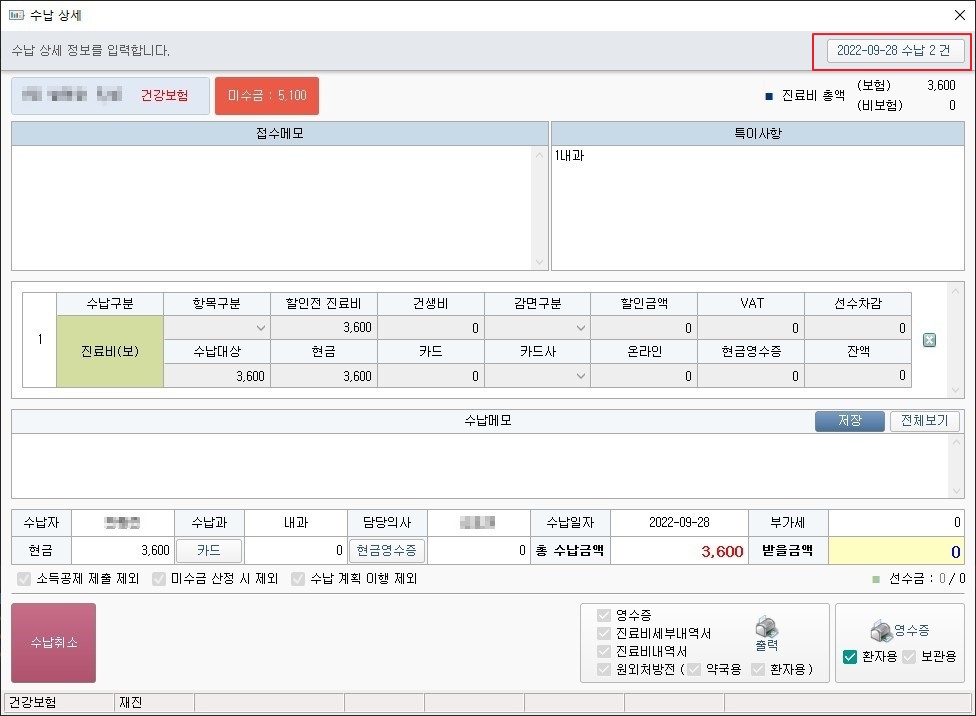 수납 상세
수납 상세 정보를 입력합니다.
2022-09-28 수납 2 건
건강보험
미수금 : 5,100
■ 진료비 총액 (보험) 3,600
(비보험) 0
접수메모 특이사항
1내과
수납구분 항목구분 할인전 진료비 건생비 감면구분 할인금액 VAT 선수차감
3,600 0 0 0 0
1 진료비(보)
수납대상 현금 카드 카드사 온라인 현금영수증 잔액
3,600 3,600 0 0 0 0
수납메모 저장 전체보기
수납자 수납과 내과 담당의사 수납일자 2022-09-28 부가세 0
현금 3,600 카드 0 현금영수증 0 총 수납금액 3,600 받을금액 0
소득공제 제출 제외 미수금 산정 시 제외 수납 계획 이행 제외 ■ 선수금 : 0 / 0
수납취소
영수증
진료비세부내역서
진료비내역서
원외처방전 ( 약국용 환자용 )
출력
영수증
환자용 보관용
건강보험 재진